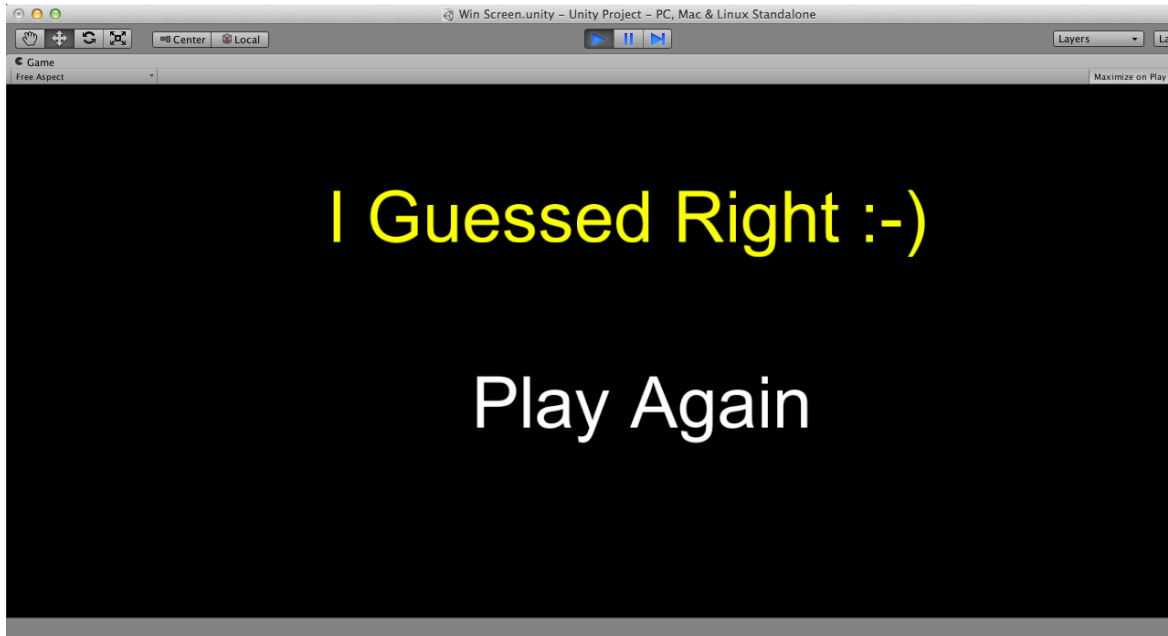 Win Screen.unity – Unity Project – PC, Mac & Linux Standalone
Center Local Layers
Game
Free Aspect Maximize on Play
I Guessed Right :-)
Play Again